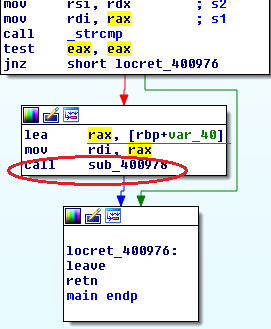 mov rsi, rdx ; s2
mov rdi, rax ; s1
call _strcmp
test eax, eax
jnz short locret_400976
lea rax, [rbp+var_40]
mov rdi, rax
call sub_400978
locret_400976:
leave
retn
main endp